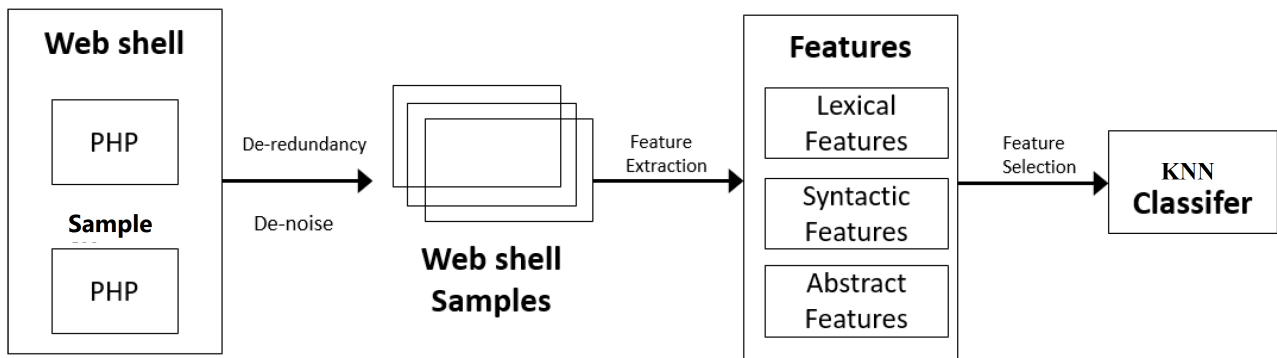 Web shell
PHP
Sample
PHP
De-redundancy
De-noise
Web shell
Samples
Feature
Extraction
Features
Lexical
Features
Syntactic
Features
Abstract
Features
Feature
Selection
KNN
Classifer